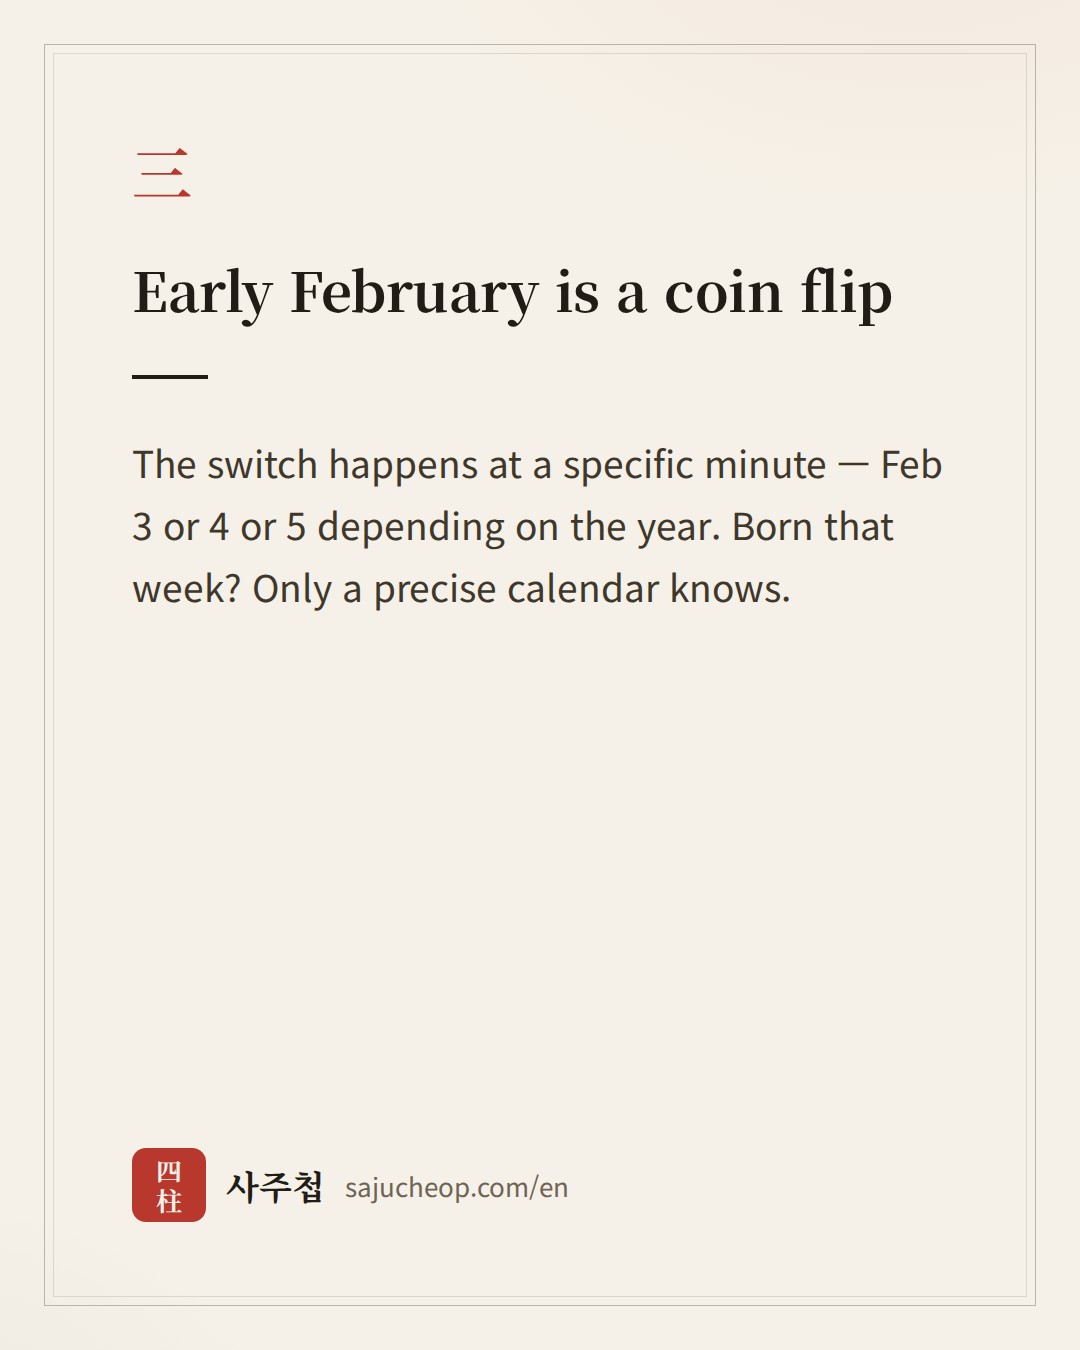 三
Early February is a coin flip
The switch happens at a specific minute — Feb
3 or 4 or 5 depending on the year. Born that
week? Only a precise calendar knows.
四
柱
사주첩 sajucheop.com/en